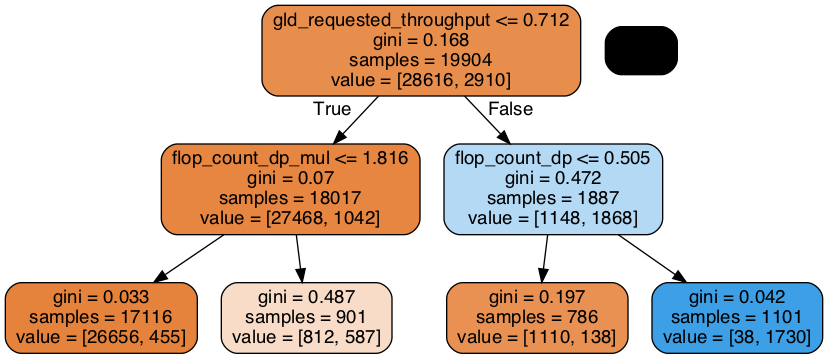 gld_requested_throughput <= 0.712
gini = 0.168
samples = 19904
value = [28616, 2910]
True
False
flop_count_dp_mul <= 1.816
gini = 0.07
samples = 18017
value = [27468, 1042]
flop_count_dp <= 0.505
gini = 0.472
samples = 1887
value = [1148, 1868]
gini = 0.033
samples = 17116
value = [26656, 455]
gini = 0.487
samples = 901
value = [812, 587]
gini = 0.197
samples = 786
value = [1110, 138]
gini = 0.042
samples = 1101
value = [38, 1730]